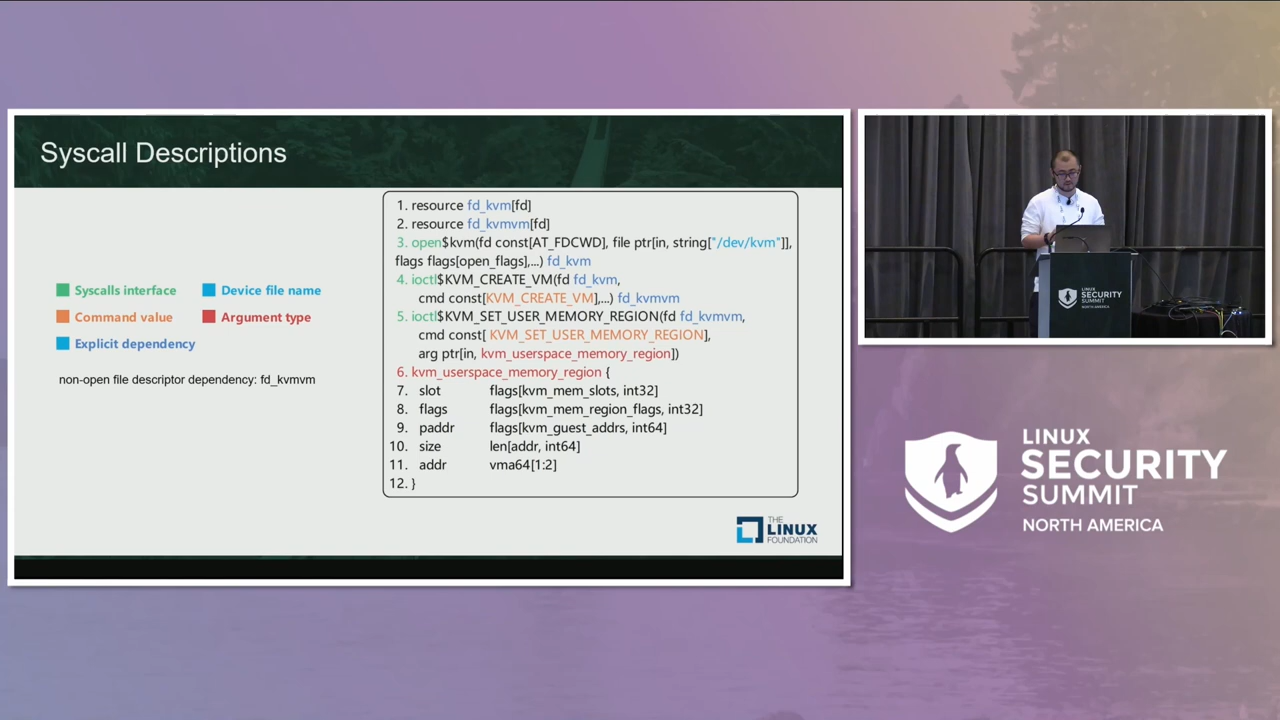 Syscall Descriptions
Syscalls interface
Device file name
Command value
Argument type
Explicit dependency
non-open file descriptor dependency: fd_kvmvm
1. resource fd_kvm[fd]
2. resource fd_kvmvm[fd]
3. open$kvm(fd const[AT_FDCWD], file ptr[in, string["/dev/kvm"]],
flags flags[open_flags],...) fd_kvm
4. ioctl$KVM_CREATE_VM(fd fd_kvm,
cmd const[KVM_CREATE_VM],...) fd_kvmvm
5. ioctl$KVM_SET_USER_MEMORY_REGION(fd fd_kvmvm,
cmd const[ KVM_SET_USER_MEMORY_REGION],
arg ptr[in, kvm_userspace_memory_region])
6. kvm_userspace_memory_region {
7. slot flags[kvm_mem_slots, int32]
8. flags flags[kvm_mem_region_flags, int32]
9. paddr flags[kvm_guest_addrs, int64]
10. size len[addr, int64]
11. addr vma64[1:2]
12. }
THE
LINUX
FOUNDATION
LINUX
SECURITY
SUMMIT
NORTH AMERICA
LINUX
SECURITY
SUMMIT
NORTH AMERICA